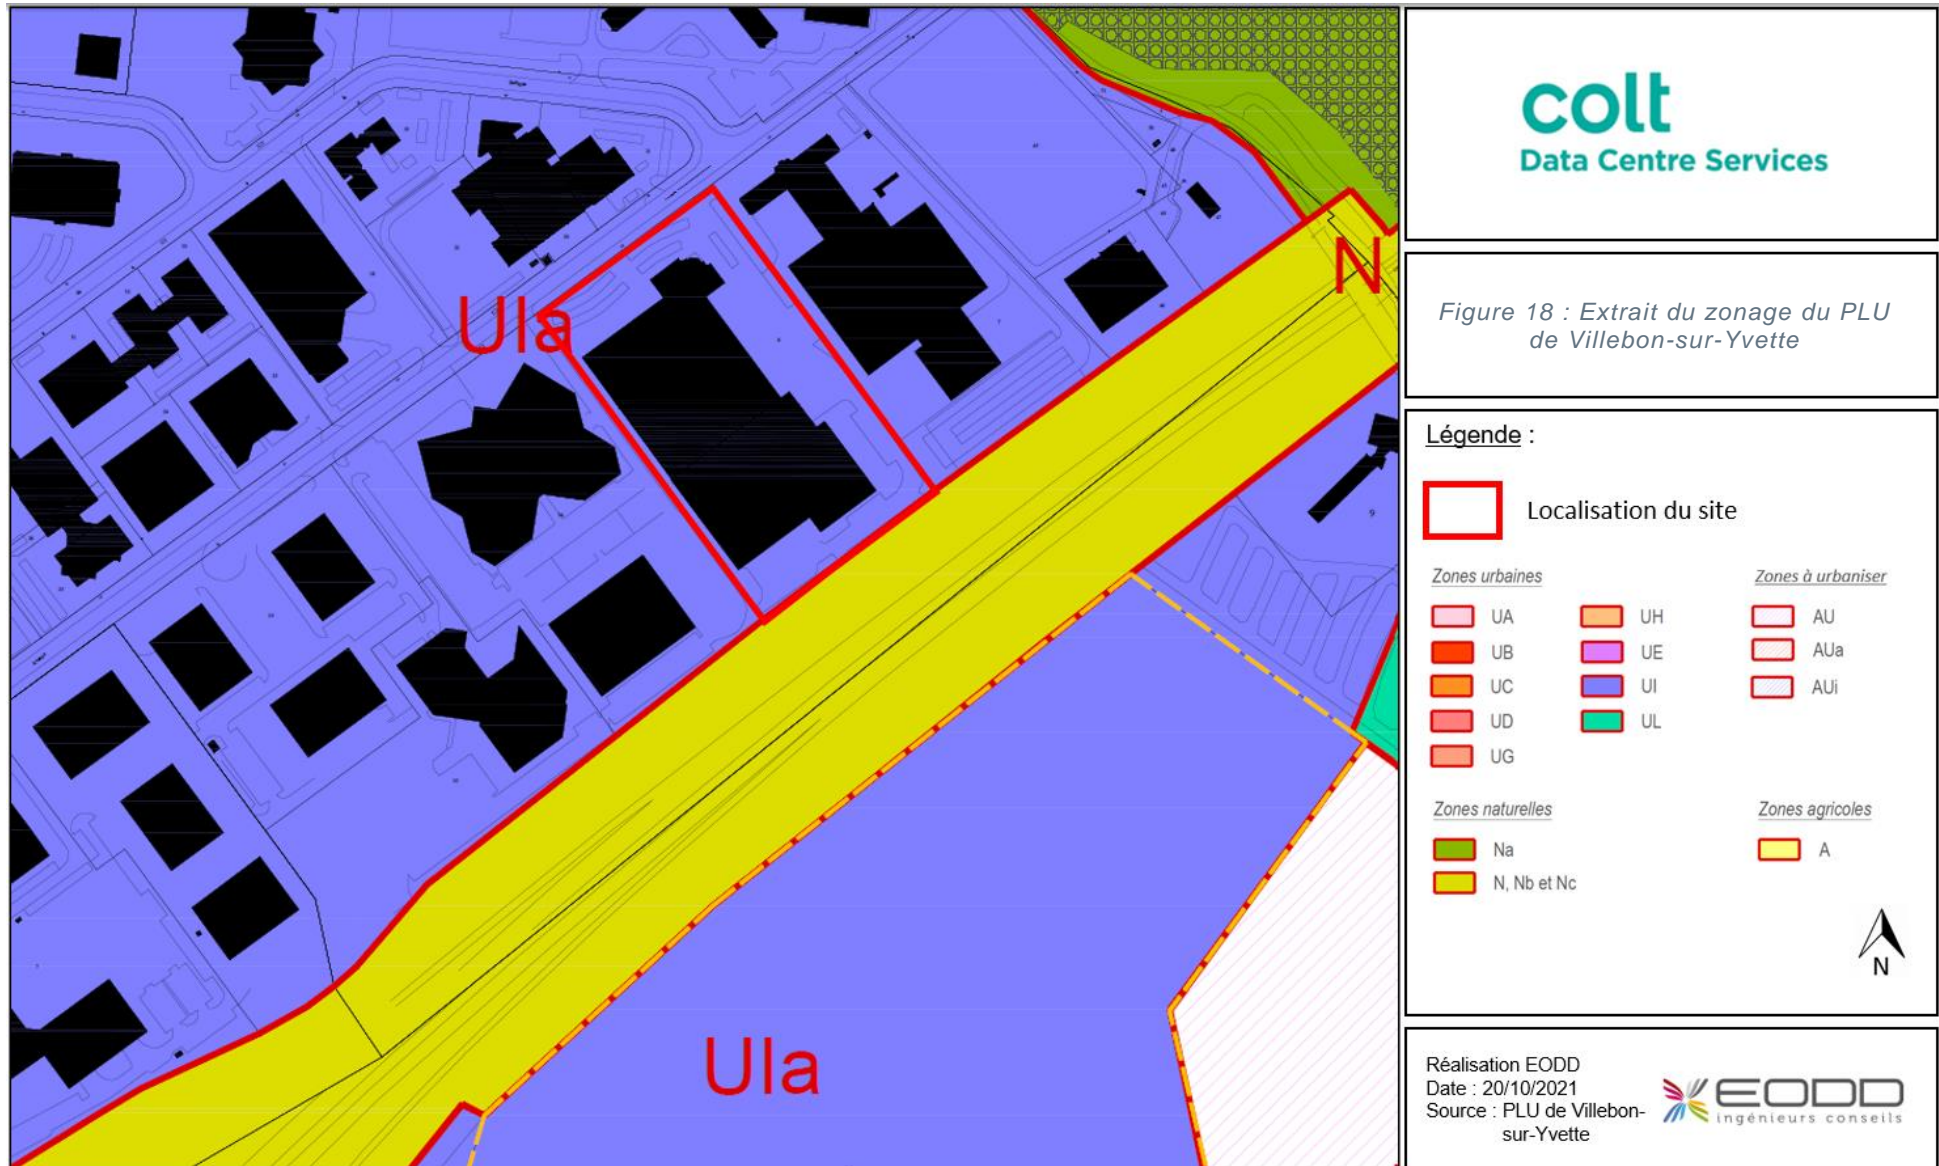 UIa
N
UIa
colt
Data Centre Services
Figure 18 : Extrait du zonage du PLU
de Villebon-sur-Yvette
Légende :
Localisation du site
Zones urbaines
UA
UB
UC
UD
UG
UH
UE
UI
UL
Zones à urbaniser
AU
AUa
AUi
Zones naturelles
Na
N, Nb et Nc
Zones agricoles
A
N
Réalisation EODD
Date : 20/10/2021
Source : PLU de Villebon-
sur-Yvette
EODD
ingénieurs conseils